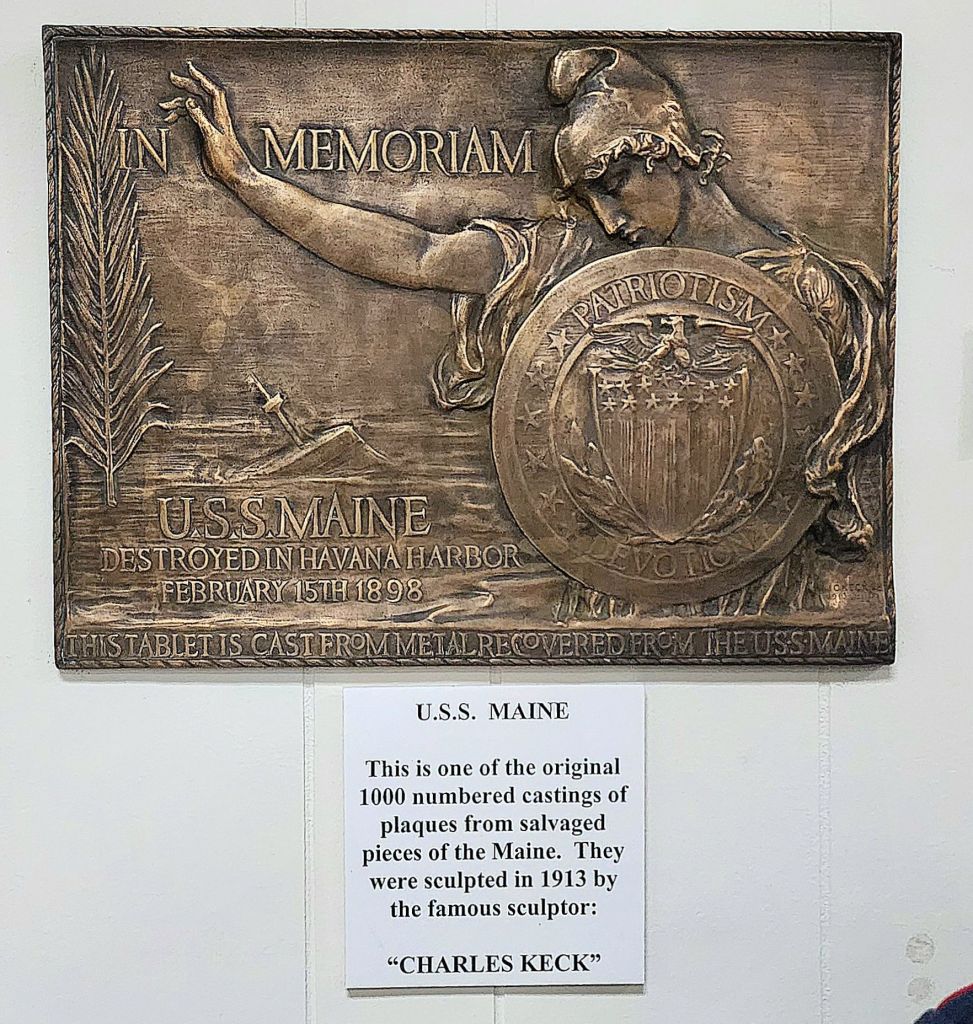 IN MEMORIAM
PATRIOTISM
DEVOTION
U.S.S. MAINE
DESTROYED IN HAVANA HARBOR
FEBRUARY 15TH 1898
THIS TABLET IS CAST FROM METAL RECOVERED FROM THE U.S.S. MAINE
U.S.S. MAINE
This is one of the original
1000 numbered castings of
plaques from salvaged
pieces of the Maine. They
were sculpted in 1913 by
the famous sculptor:
“CHARLES KECK”